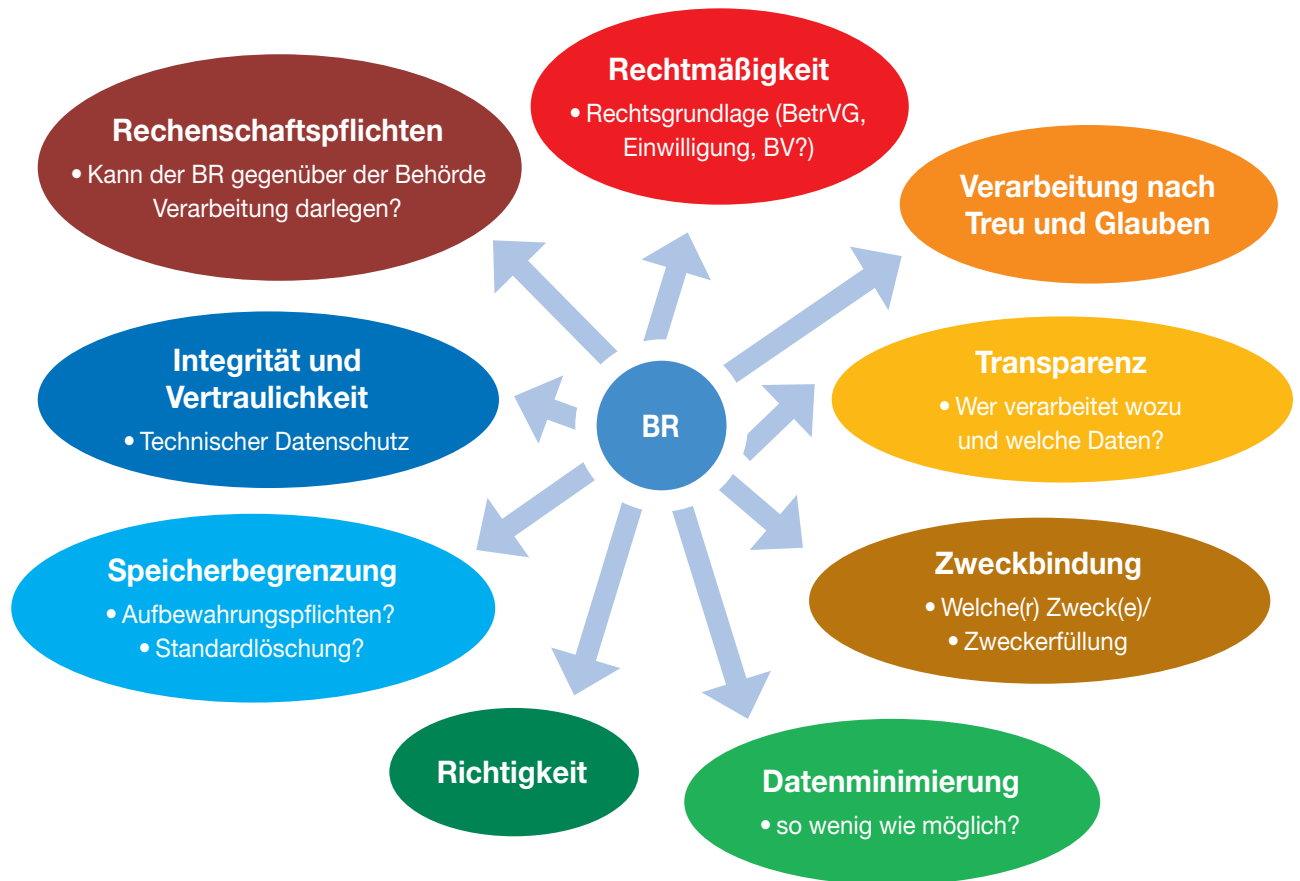 Rechtmäßigkeit
• Rechtsgrundlage (BetrVG,
Einwilligung, BV?)
Verarbeitung nach
Treu und Glauben
Transparenz
• Wer verarbeitet wozu
und welche Daten?
Zweckbindung
• Welche(r) Zweck(e)/
• Zweckerfüllung
Datenminimierung
• so wenig wie möglich?
Richtigkeit
Speicherbegrenzung
• Aufbewahrungspflichten?
• Standardlöschung?
Integrität und
Vertraulichkeit
• Technischer Datenschutz
Rechenschaftspflichten
• Kann der BR gegenüber der Behörde
Verarbeitung darlegen?
BR